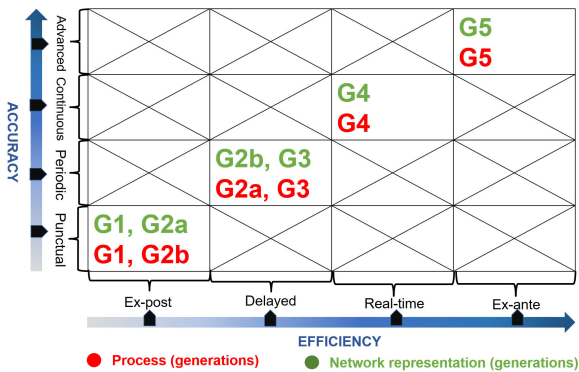 ACCURACY
Advanced
Continuous
Periodic
Punctual
G5
G5
G4
G4
G2b, G3
G2a, G3
G1, G2a
G1, G2b
Ex-post
Delayed
Real-time
Ex-ante
EFFICIENCY
Process (generations)
Network representation (generations)